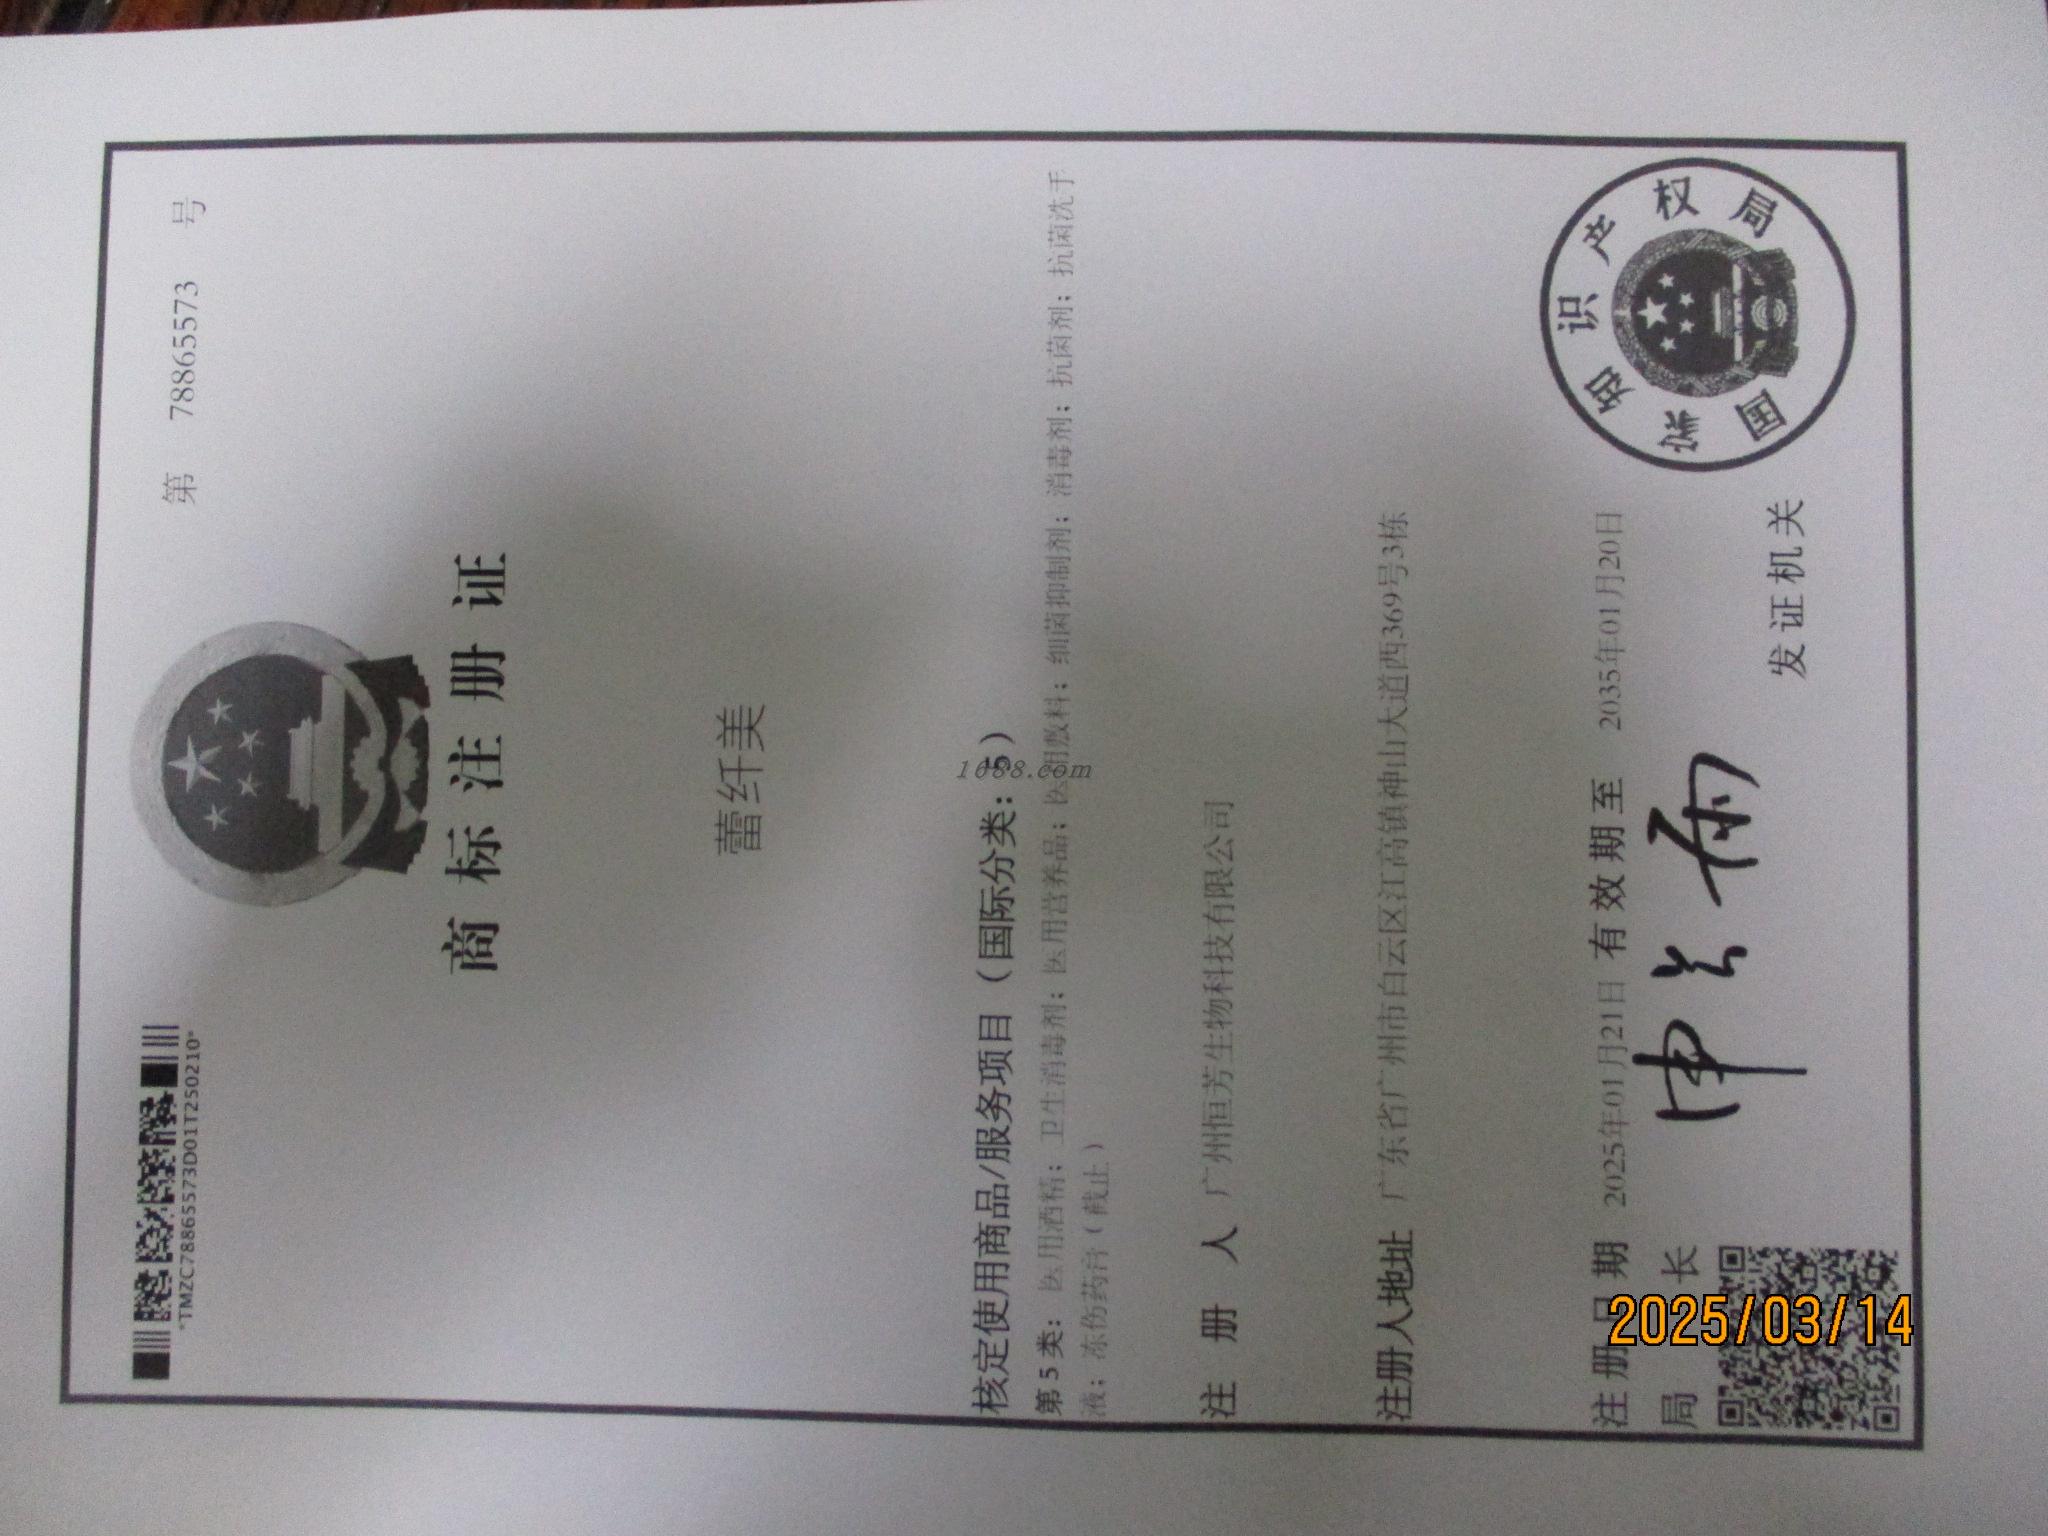 *TMZC78865573D01T250210*
第 78865573 号
商标注册证
蕾纤美
核定使用商品/服务项目（国际分类：5）
第5类：医用酒精；卫生消毒剂；医用营养品；医用敷料；细菌抑制剂；消毒剂；抗菌剂；抗菌洗手
液；冻伤药膏（截止）
注册人 广州恒芳生物科技有限公司
注册人地址 广东省广州市白云区江高镇神山大道西369号3栋
注册日期 2025年01月21日 有效期至 2035年01月20日
局长 申长雨
发证机关
国家知识产权局
1688.com
2025/03/14